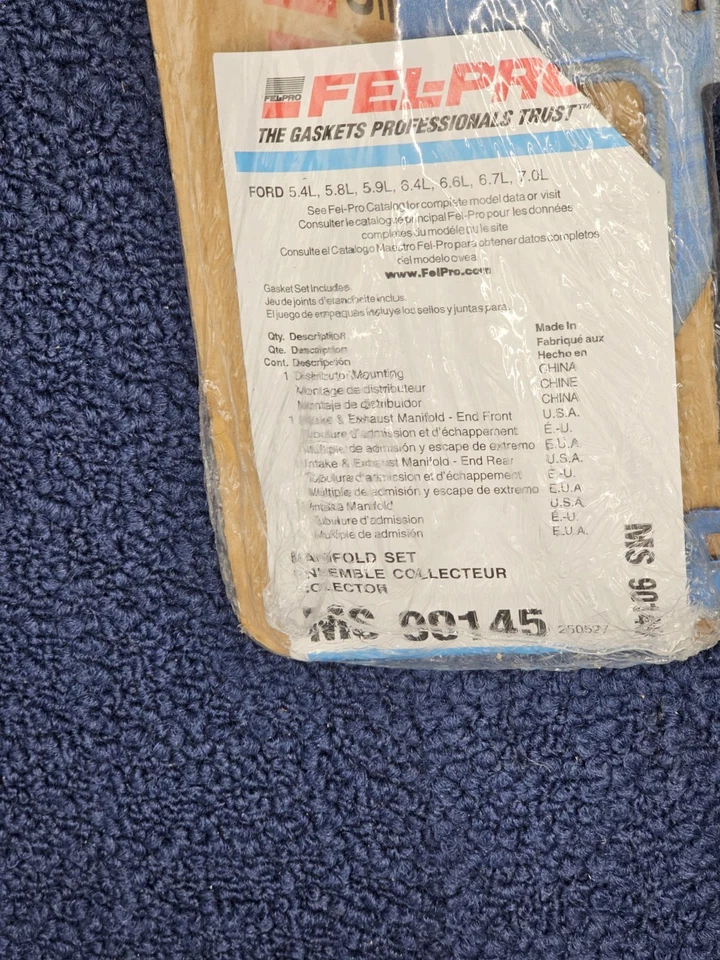 FEL-PRO
FEL-PRO
THE GASKETS PROFESSIONALS TRUST™
FORD 5.4L, 5.8L, 5.9L, 6.4L, 6.6L, 6.7L, 7.0L
See Fel-Pro Catalog for complete model data or visit
Consulter le catalogue principal Fel-Pro pour les données
completes du modèle ou le site
Consulte el Catalogo Maestro Fel-Pro para obtener datos completos
del modelo o vea
www.FelPro.com
Gasket Set Includes.
Jeu de joints d'étanchéité inclus.
El juego de empaques incluye los sellos y juntas para.
Qty. Description Made In
Qte. Description Fabriqué aux
Cont. Descripción Hecho en
1 Distributor Mounting CHINA
Montage de distributeur CHINE
Montaje de distribuidor CHINA
1 Intake & Exhaust Manifold - End Front U.S.A.
Tubulure d'admission et d'échappement É.-U.
Múltiple de admisión y escape de extremo E.U.A
Intake & Exhaust Manifold - End Rear U.S.A.
Tubulure d'admission et d'échappement É.-U.
Múltiple de admisión y escape de extremo E.U.A
Intake Manifold U.S.A.
Tubulure d'admission É.-U.
Múltiple de admisión E.U.A.
MANIFOLD SET
ENSEMBLE COLLECTEUR
COLECTOR
MS 90145 250527
MS